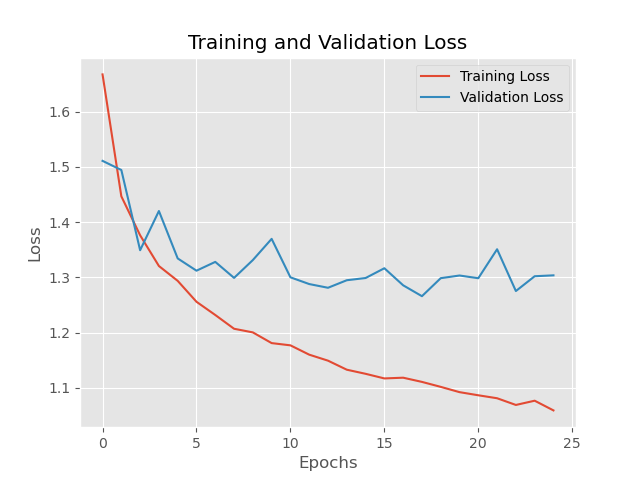 Training and Validation Loss
Training Loss
Validation Loss
1.6
1.5
1.4
1.3
1.2
1.1
Loss
0 5 10 15 20 25
Epochs